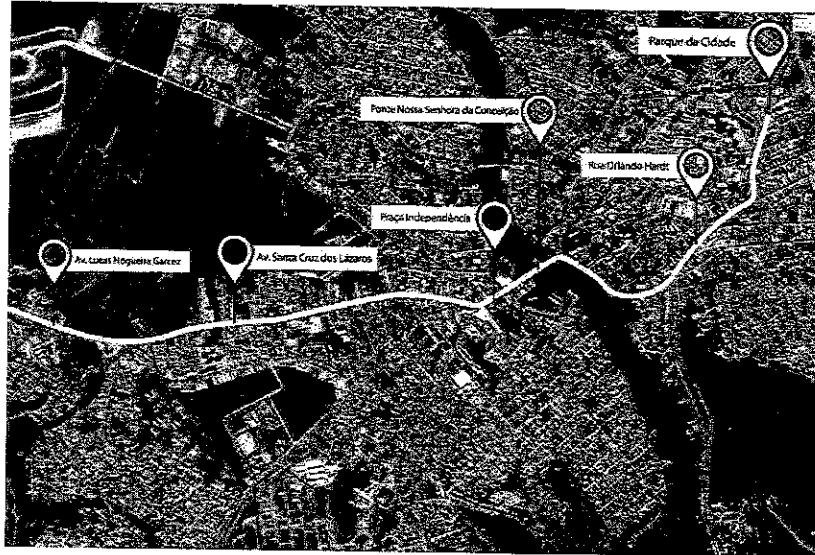 Parque da Cidade
Ponte Nossa Senhora da Conceição
Rua Orlando Hardt
Praça Independência
Av. Lucas Nogueira Garcez
Av. Santa Cruz dos Lázaros